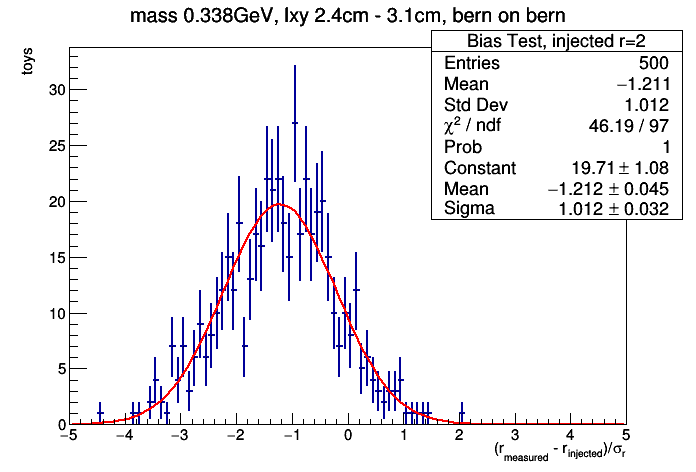 mass 0.338GeV, lxy 2.4cm - 3.1cm, bern on bern
Bias Test, injected r=2
Entries 500
Mean −1.211
Std Dev 1.012
χ² / ndf 46.19 / 97
Prob 1
Constant 19.71 ± 1.08
Mean −1.212 ± 0.045
Sigma 1.012 ± 0.032
toys
30
25
20
15
10
5
0
−5 −4 −3 −2 −1 0 1 2 3 4 5
(r_measured - r_injected)/σ_r